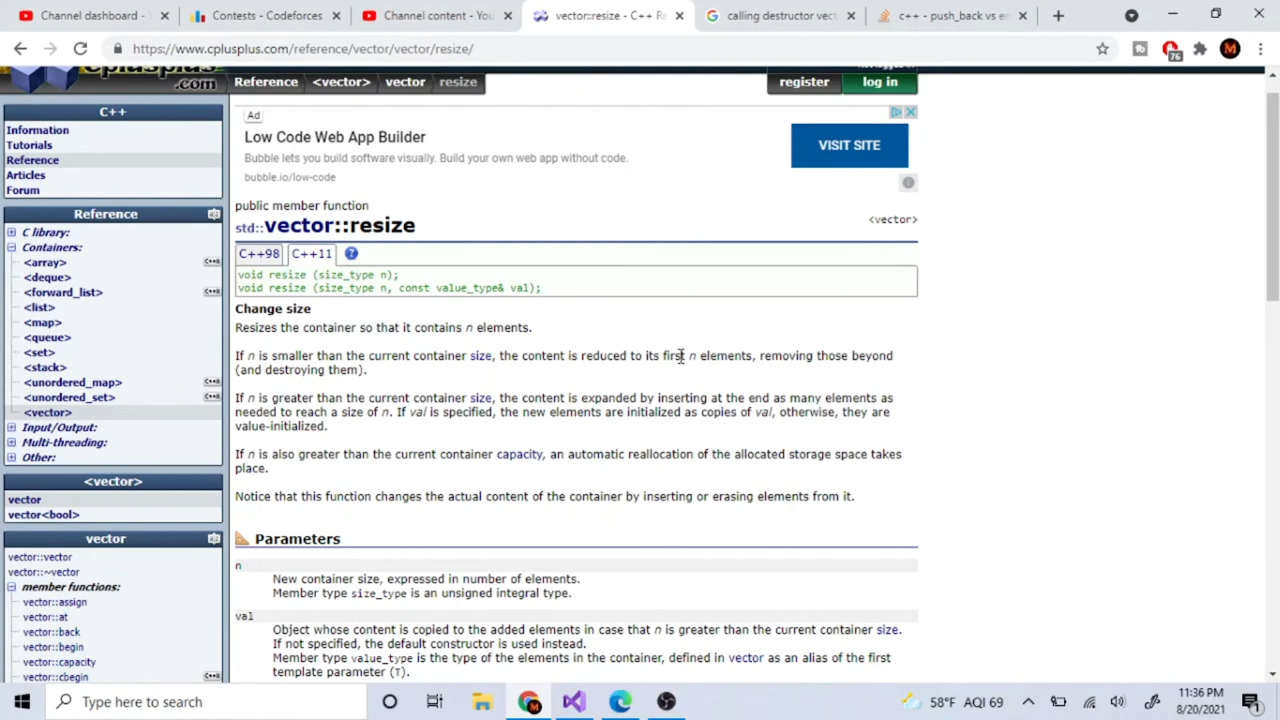 Channel dashboard - 
Contests - Codeforces
Channel content - You
vector::resize - C++ Re
calling destructor vect
c++ - push_back vs em
https://www.cplusplus.com/reference/vector/vector/resize/
76
M
cplusplus
.com
Reference
<vector>
vector
resize
register
log in
C++
Information
Tutorials
Reference
Articles
Forum
Reference
C library:
Containers:
<array>
<deque>
<forward_list>
<list>
<map>
<queue>
<set>
<stack>
<unordered_map>
<unordered_set>
<vector>
Input/Output:
Multi-threading:
Other:
<vector>
vector
vector<bool>
vector
vector::vector
vector::~vector
member functions:
vector::assign
vector::at
vector::back
vector::begin
vector::capacity
vector::cbegin
Ad
Low Code Web App Builder
Bubble lets you build software visually. Build your own web app without code.
bubble.io/low-code
VISIT SITE
public member function
<vector>
std::vector::resize
C++98 C++11 ?
void resize (size_type n);
void resize (size_type n, const value_type& val);
Change size
Resizes the container so that it contains n elements.
If n is smaller than the current container size, the content is reduced to its first n elements, removing those beyond
(and destroying them).
If n is greater than the current container size, the content is expanded by inserting at the end as many elements as
needed to reach a size of n. If val is specified, the new elements are initialized as copies of val, otherwise, they are
value-initialized.
If n is also greater than the current container capacity, an automatic reallocation of the allocated storage space takes
place.
Notice that this function changes the actual content of the container by inserting or erasing elements from it.
Parameters
n
New container size, expressed in number of elements.
Member type size_type is an unsigned integral type.
val
Object whose content is copied to the added elements in case that n is greater than the current container size.
If not specified, the default constructor is used instead.
Member type value_type is the type of the elements in the container, defined in vector as an alias of the first
template parameter (T).
Type here to search
58°F AQI 69
11:36 PM
8/20/2021